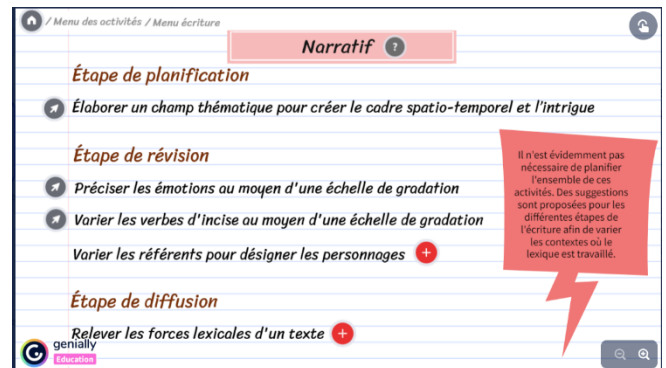 / Menu des activités / Menu écriture
Narratif ?
Étape de planification
Élaborer un champ thématique pour créer le cadre spatio-temporel et l'intrigue
Étape de révision
Préciser les émotions au moyen d'une échelle de gradation
Varier les verbes d'incise au moyen d'une échelle de gradation
Varier les référents pour désigner les personnages +
Il n'est évidemment pas
nécessaire de planifier
l'ensemble de ces
activités. Des suggestions
sont proposées pour les
différentes étapes de
l'écriture afin de varier
les contextes où le
lexique est travaillé.
Étape de diffusion
Relever les forces lexicales d'un texte +
genially
Education